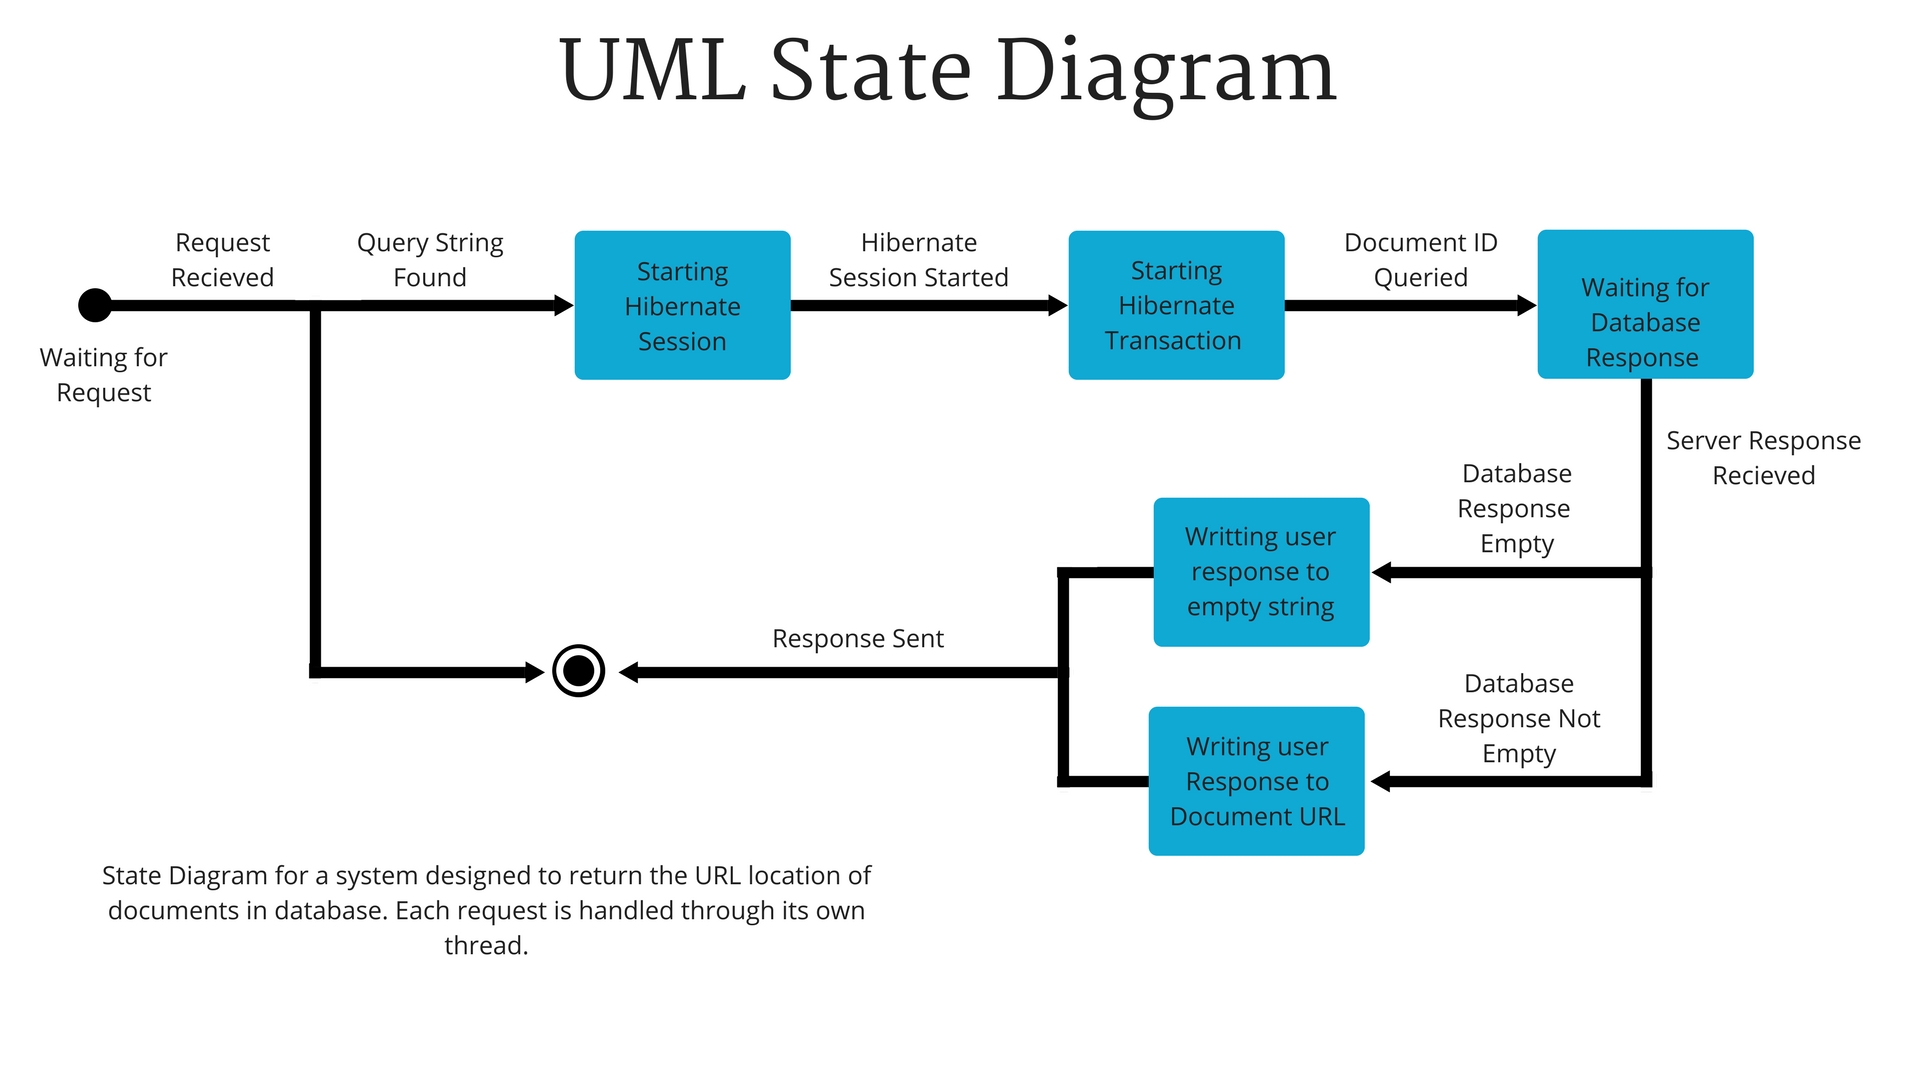 UML State Diagram
Request
Recieved
Query String
Found
Hibernate
Session Started
Document ID
Queried
Starting
Hibernate
Session
Starting
Hibernate
Transaction
Waiting for
Database
Response
Waiting for
Request
Server Response
Recieved
Database
Response
Empty
Writting user
response to
empty string
Response Sent
Database
Response Not
Empty
Writing user
Response to
Document URL
State Diagram for a system designed to return the URL location of
documents in database. Each request is handled through its own
thread.